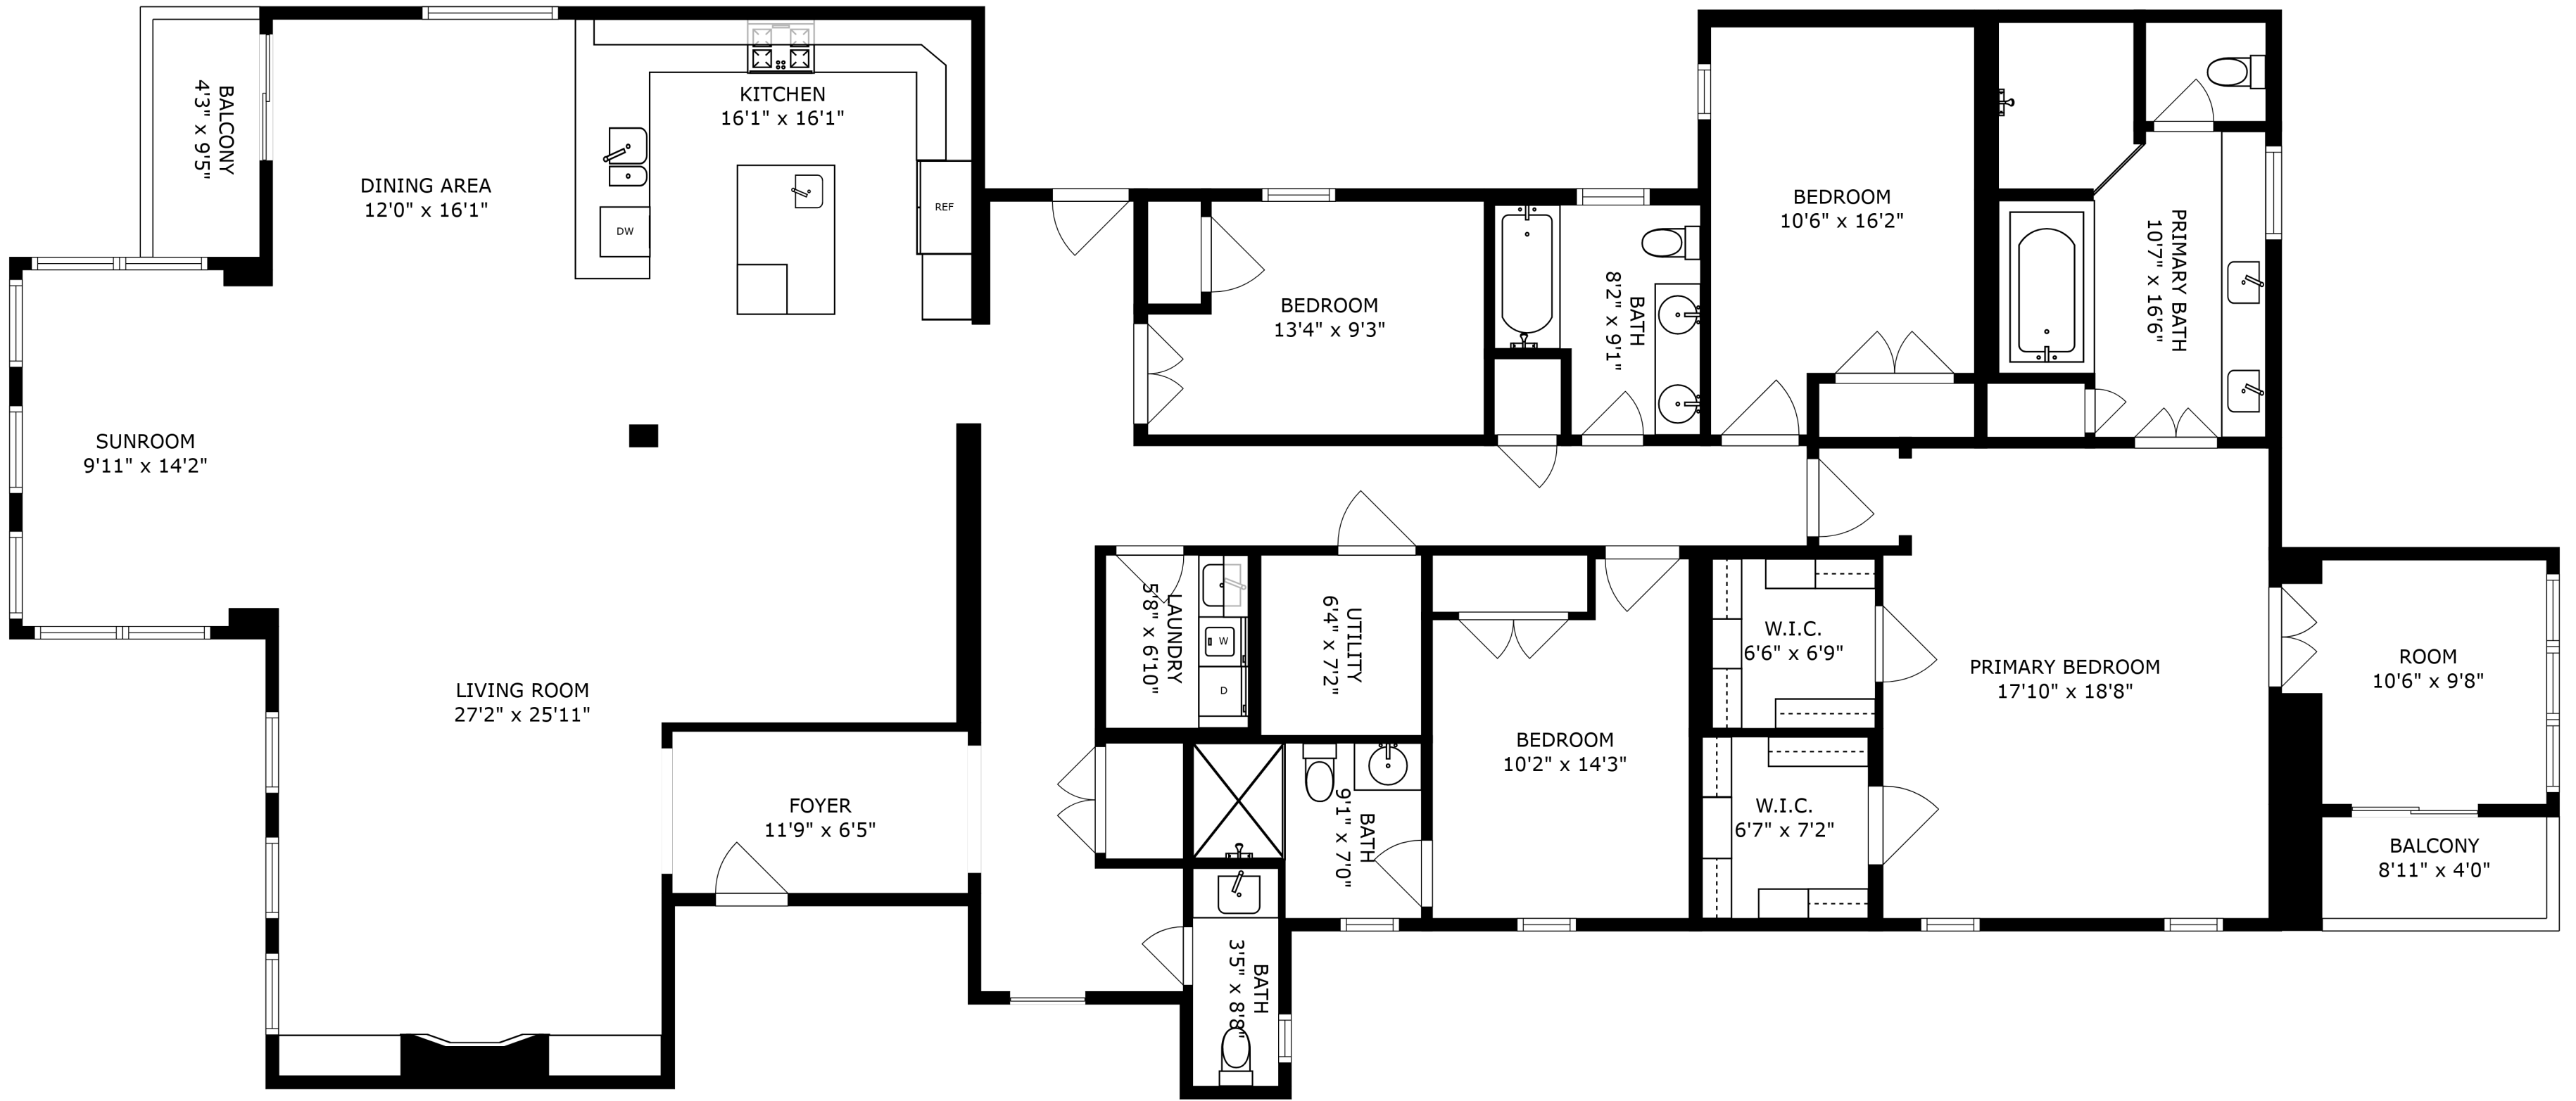 BALCONY
4'3" x 9'5"
DINING AREA
12'0" x 16'1"
KITCHEN
16'1" x 16'1"
REF
DW
BEDROOM
13'4" x 9'3"
BATH
8'2" x 9'1"
BEDROOM
10'6" x 16'2"
PRIMARY BATH
10'7" x 16'6"
SUNROOM
9'11" x 14'2"
LIVING ROOM
27'2" x 25'11"
FOYER
11'9" x 6'5"
LAUNDRY
5'8" x 6'10"
W
D
UTILITY
6'4" x 7'2"
BATH
9'1" x 7'0"
BATH
3'5" x 8'8"
BEDROOM
10'2" x 14'3"
W.I.C.
6'6" x 6'9"
W.I.C.
6'7" x 7'2"
PRIMARY BEDROOM
17'10" x 18'8"
ROOM
10'6" x 9'8"
BALCONY
8'11" x 4'0"